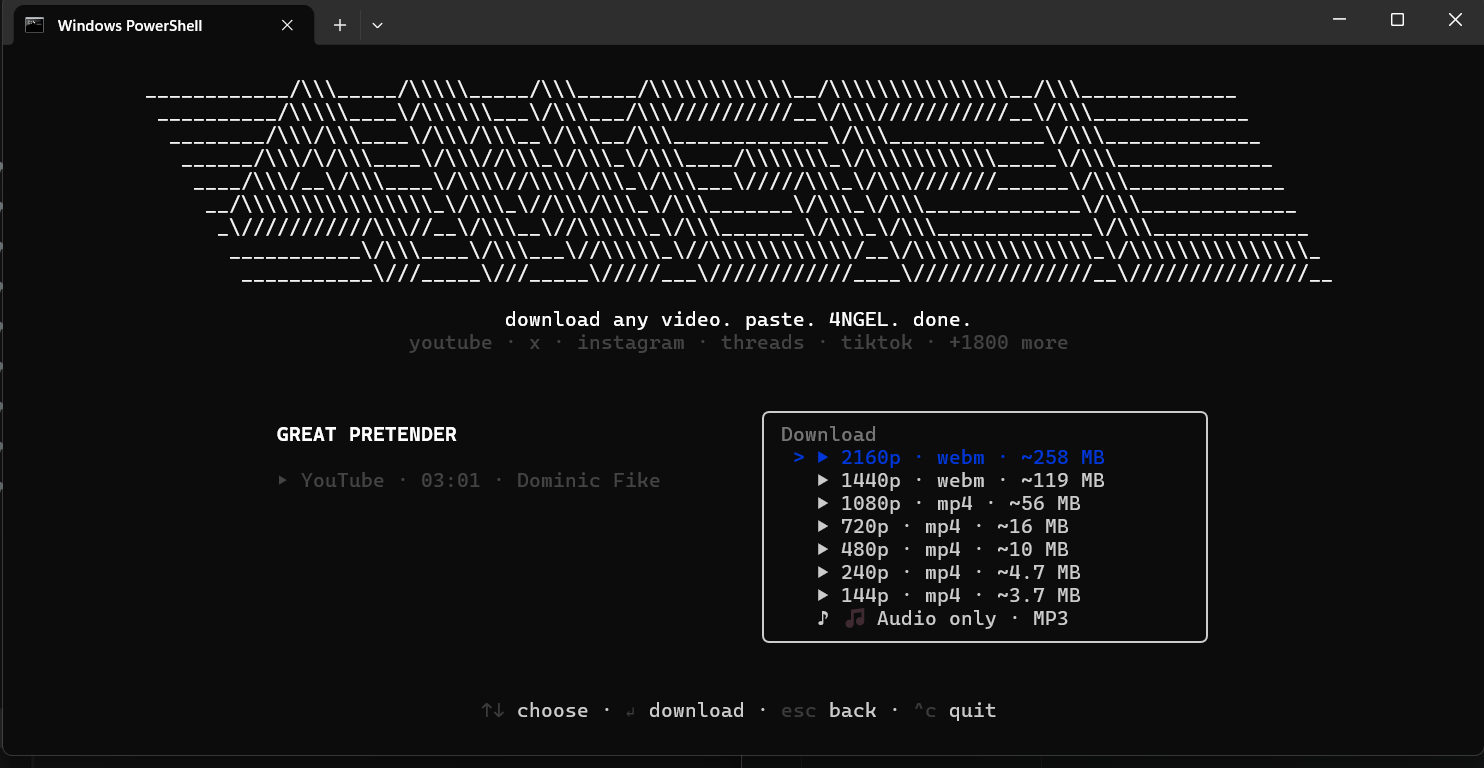 Windows PowerShell
download any video. paste. 4NGEL. done.
youtube · x · instagram · threads · tiktok · +1800 more
GREAT PRETENDER
▶ YouTube · 03:01 · Dominic Fike
Download
> ▶ 2160p · webm · ~258 MB
▶ 1440p · webm · ~119 MB
▶ 1080p · mp4 · ~56 MB
▶ 720p · mp4 · ~16 MB
▶ 480p · mp4 · ~10 MB
▶ 240p · mp4 · ~4.7 MB
▶ 144p · mp4 · ~3.7 MB
♪ 🎵 Audio only · MP3
↑↓ choose · ↲ download · esc back · ^c quit